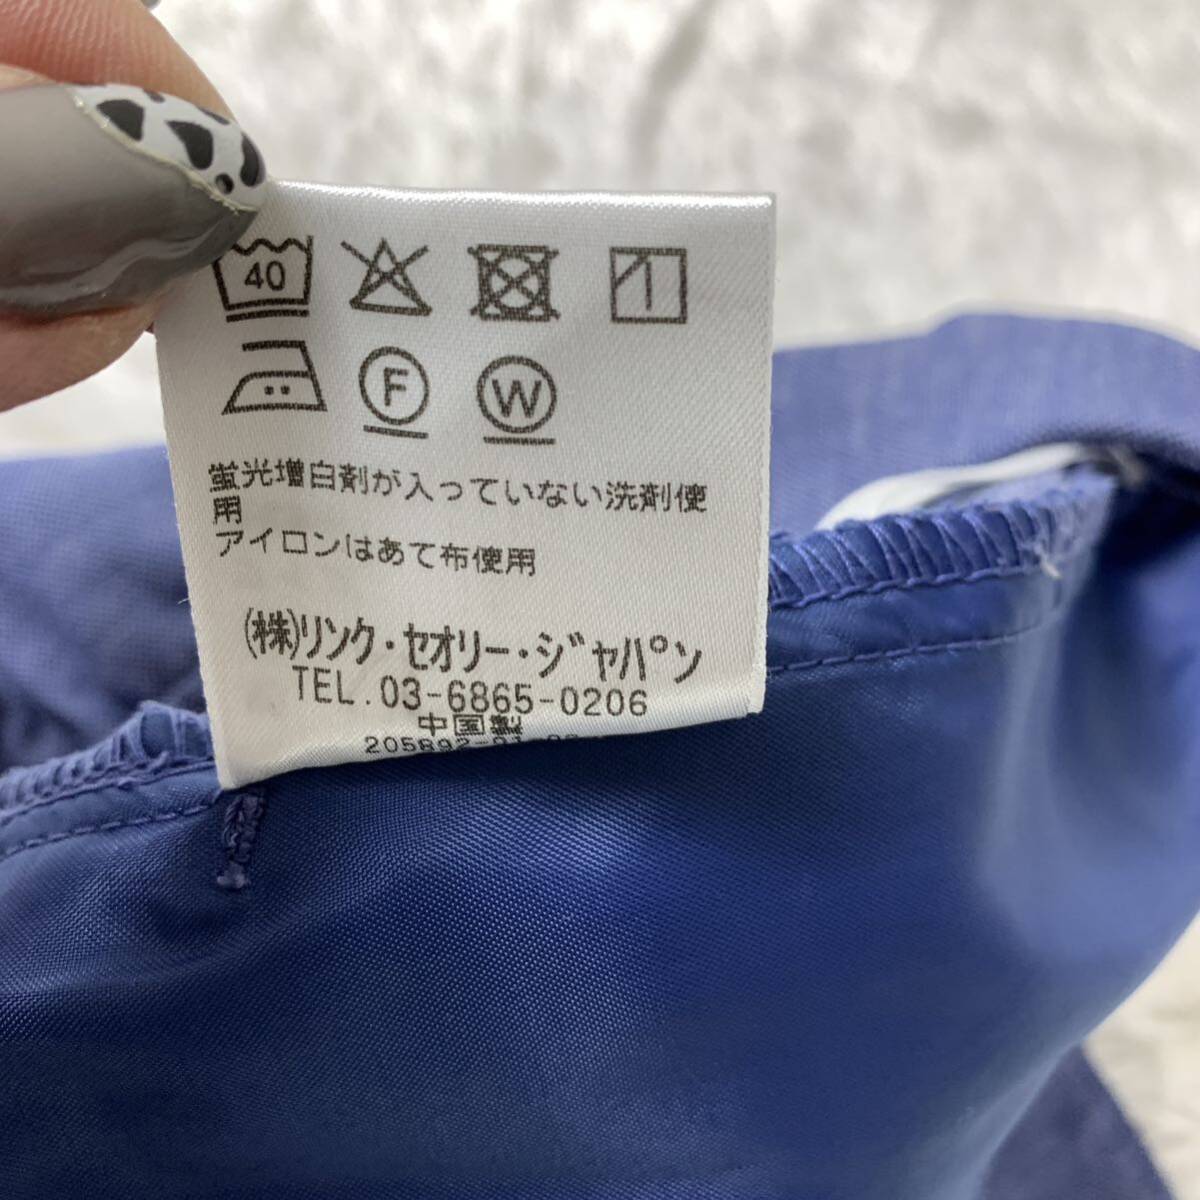 40
F W
蛍光増白剤が入っていない洗剤使
用
アイロンはあて布使用
(株)リンク・セオリー・ジャパン
TEL.03-6865-0206
中国製
205892-01